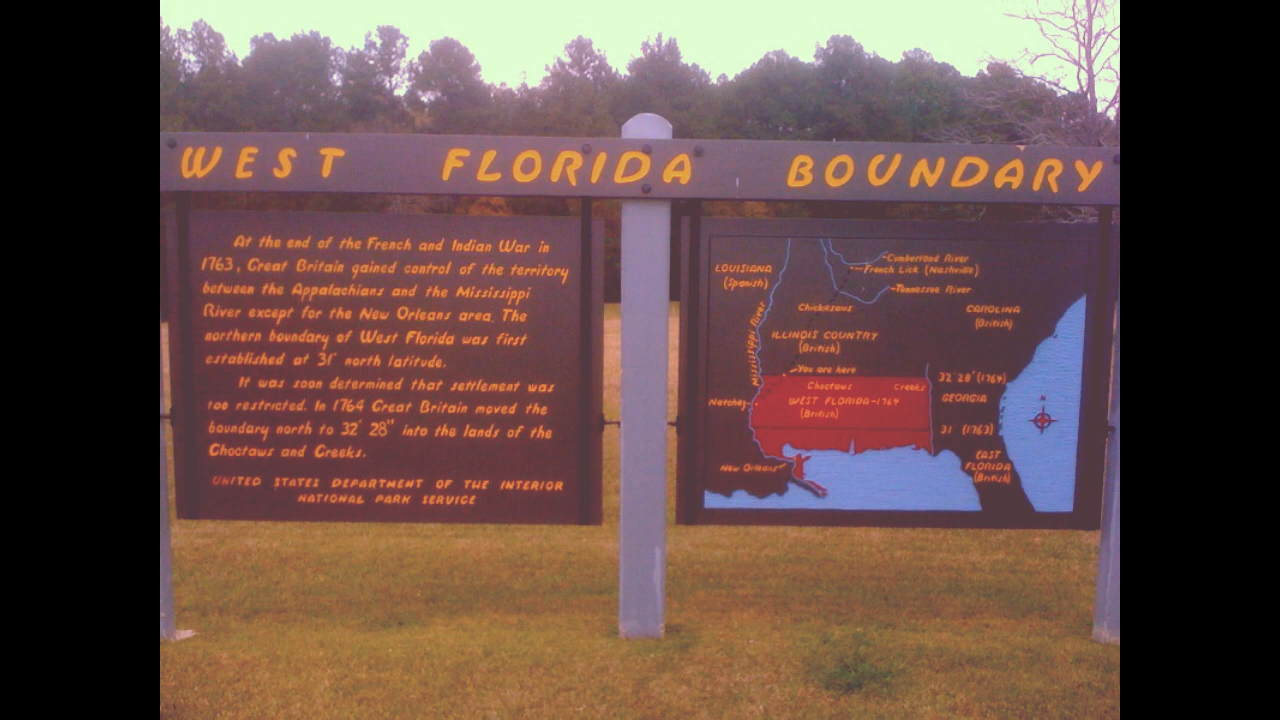 WEST FLORIDA BOUNDARY
At the end of the French and Indian War in
1763, Great Britain gained control of the territory
between the Appalachians and the Mississippi
River except for the New Orleans area. The
northern boundary of West Florida was first
established at 31° north latitude.
It was soon determined that settlement was
too restricted. In 1764 Great Britain moved the
boundary north to 32° 28" into the lands of the
Choctaws and Creeks.
UNITED STATES DEPARTMENT OF THE INTERIOR
NATIONAL PARK SERVICE
LOUISIANA
(Spanish)
Cumberland River
French Lick (Nashville)
Tennessee River
Mississippi River
Chickasaws
CAROLINA
(British)
ILLINOIS COUNTRY
(British)
You are here
32° 28' (1764)
Choctaws
Creeks
Natchez
WEST FLORIDA-1764
(British)
GEORGIA
N
31° (1763)
EAST
FLORIDA
(British)
New Orleans